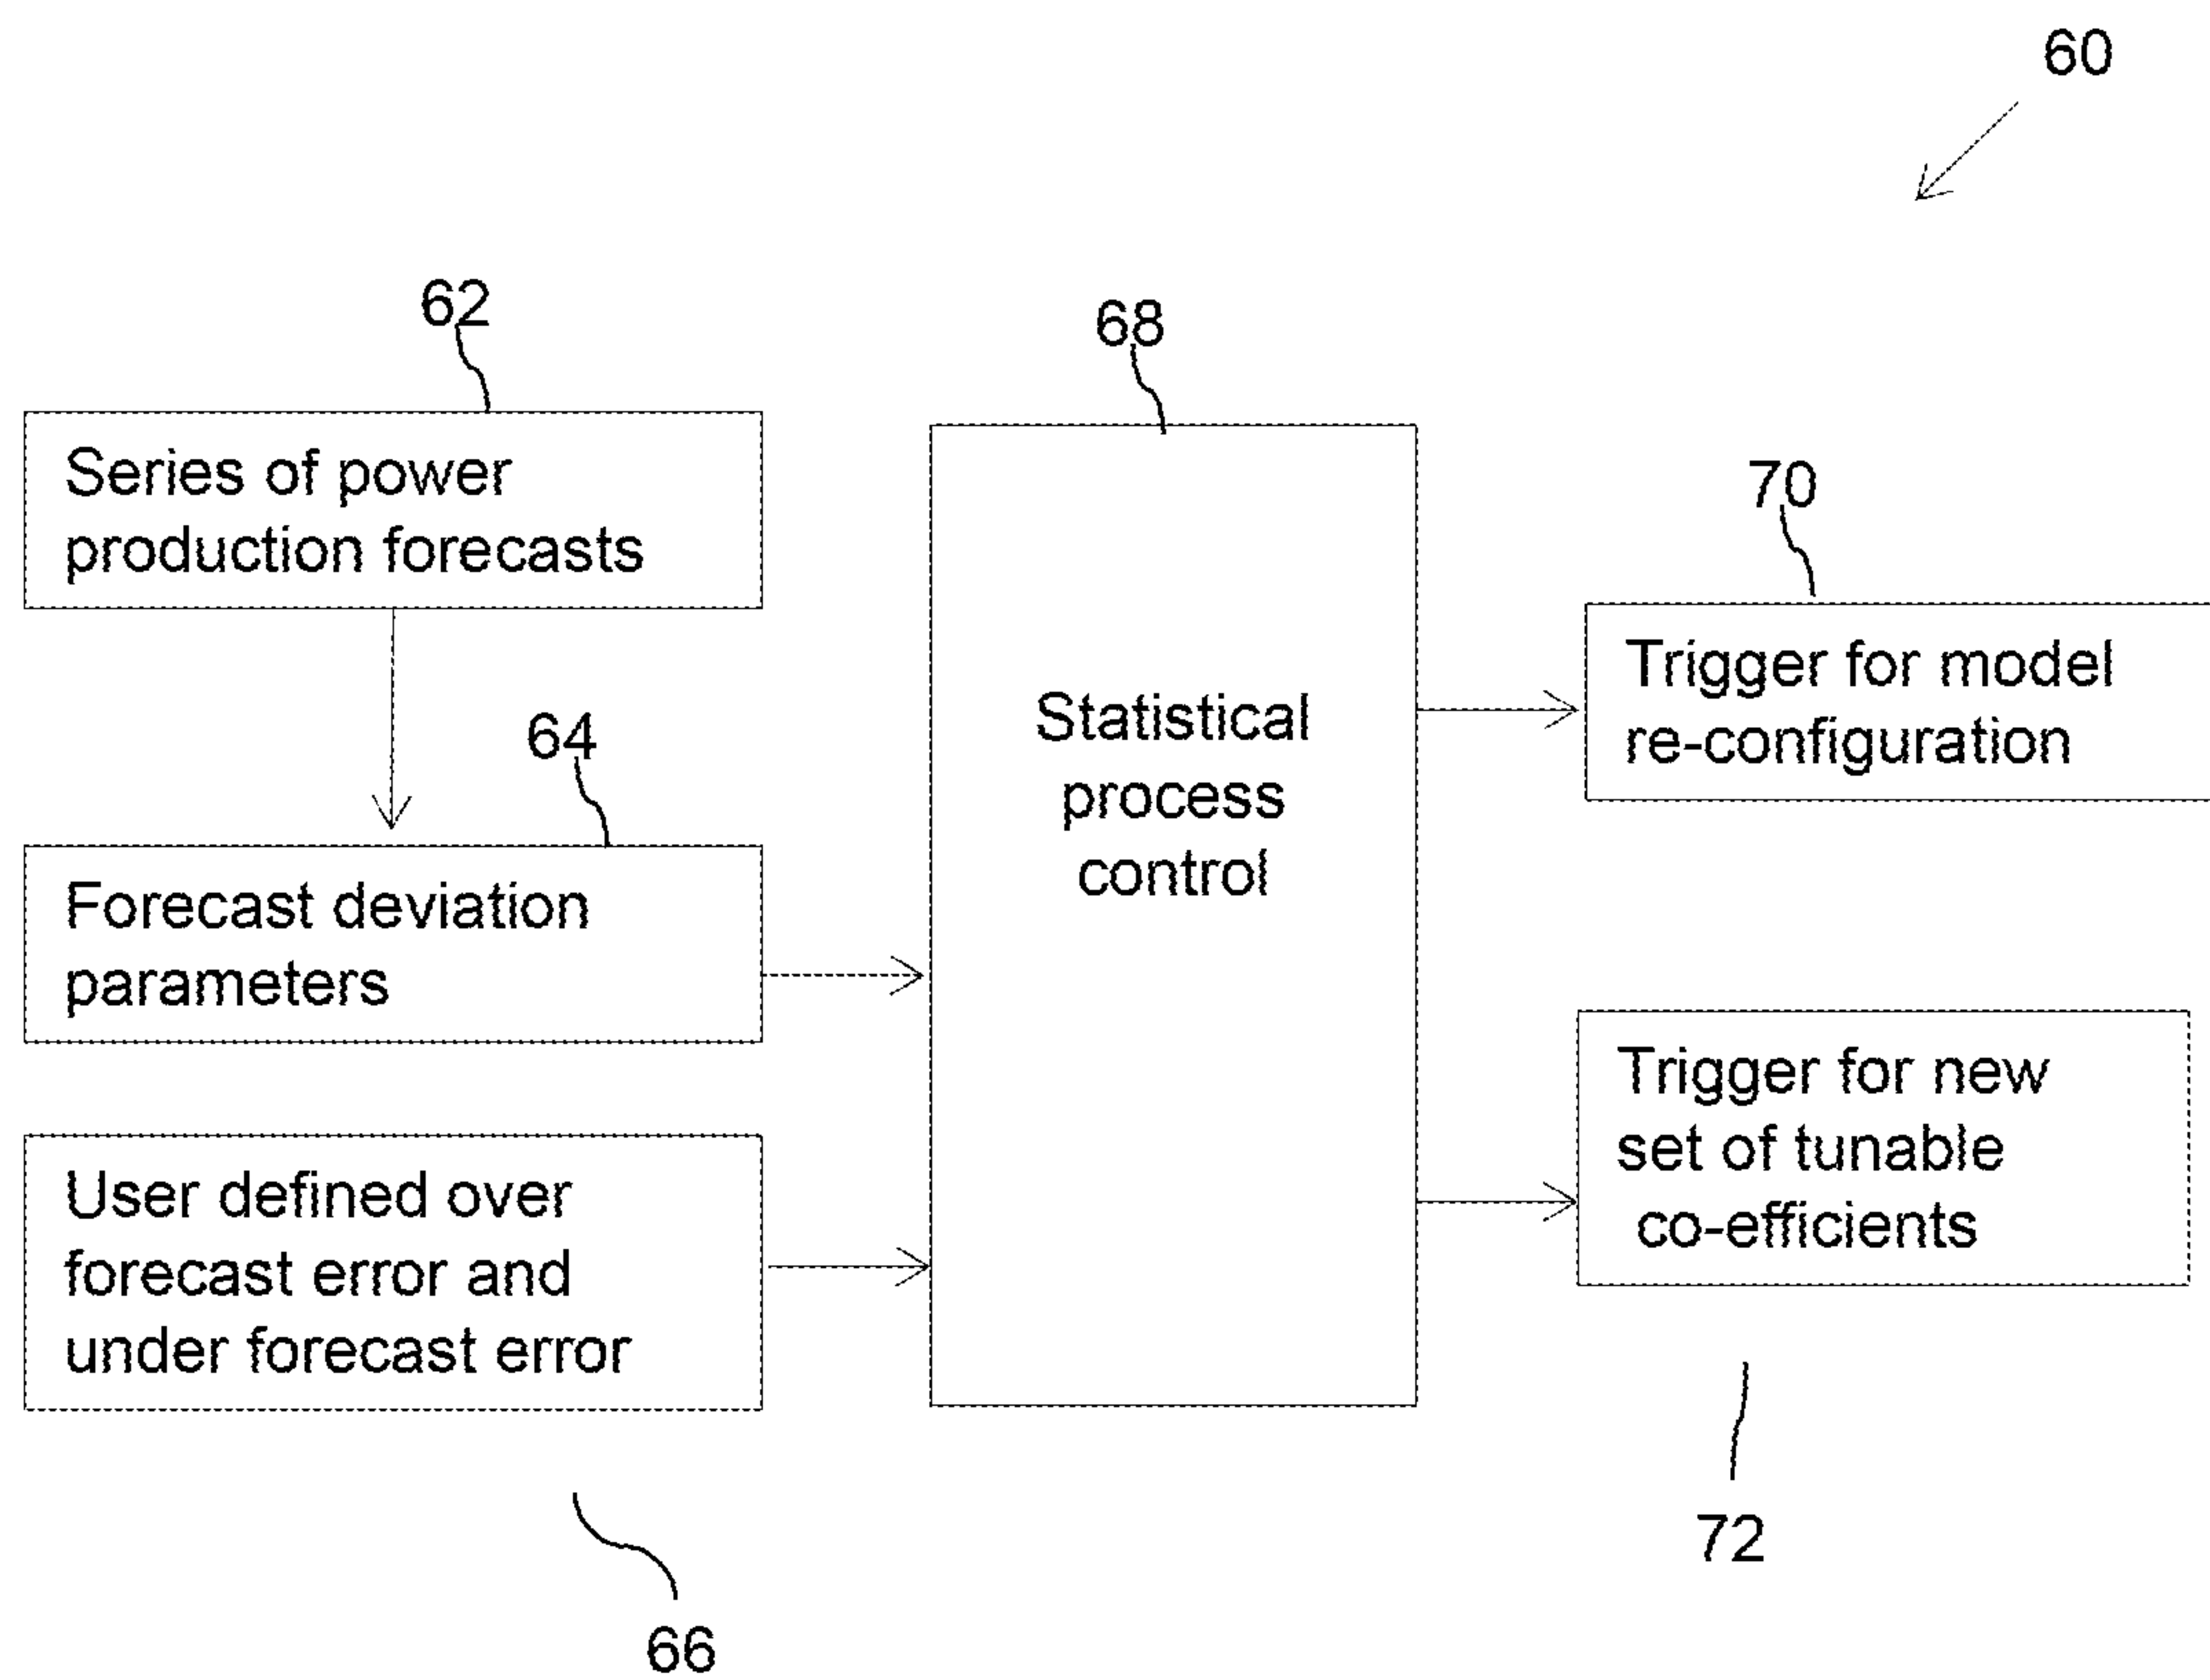 60
62
Series of power
production forecasts
64
Forecast deviation
parameters
User defined over
forecast error and
under forecast error
66
68
Statistical
process
control
70
Trigger for model
re-configuration
Trigger for new
set of tunable
co-efficients
72